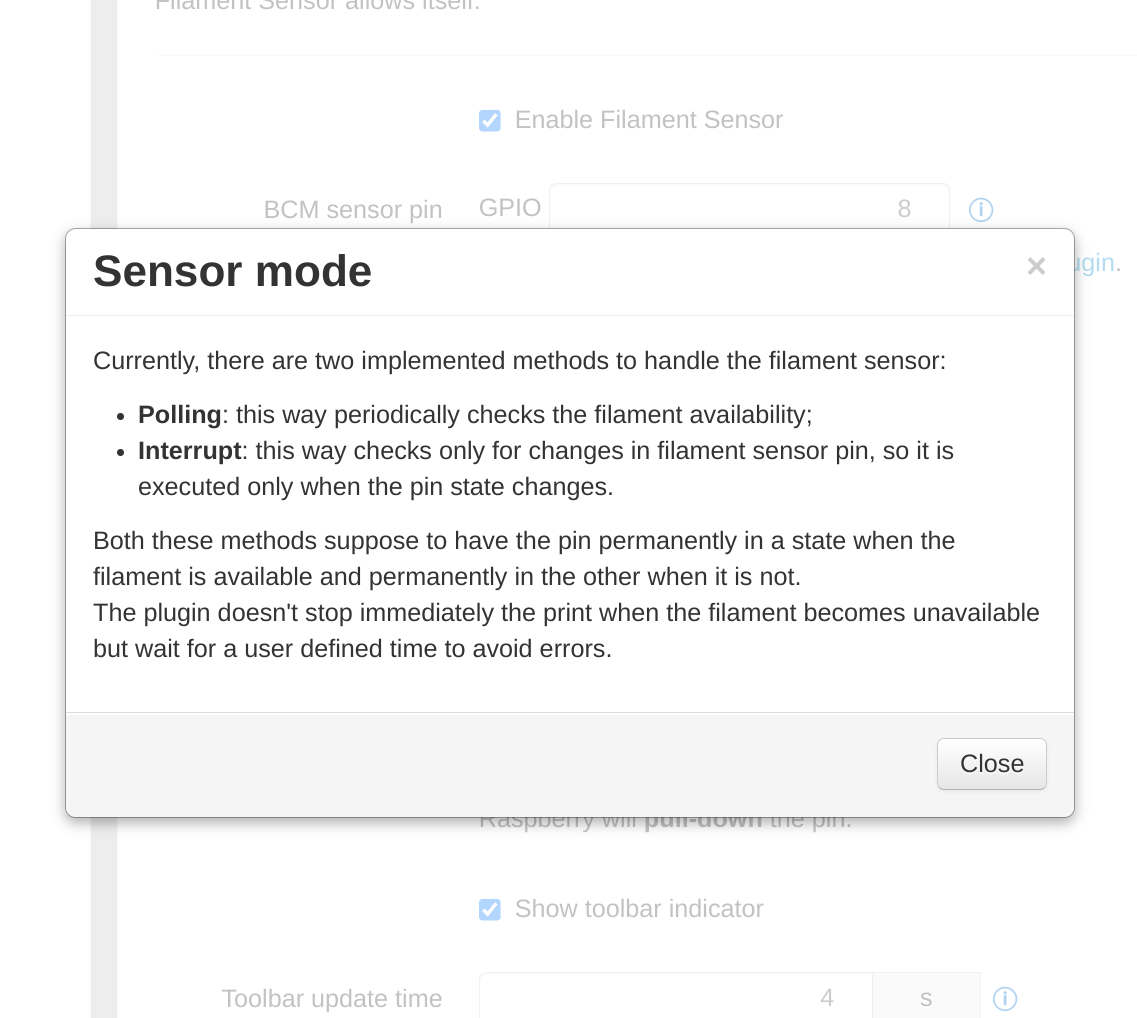 Filament Sensor allows itself.
Enable Filament Sensor
BCM sensor pin GPIO 8
ugin.
Sensor mode ×
Currently, there are two implemented methods to handle the filament sensor:
• Polling: this way periodically checks the filament availability;
• Interrupt: this way checks only for changes in filament sensor pin, so it is
executed only when the pin state changes.
Both these methods suppose to have the pin permanently in a state when the
filament is available and permanently in the other when it is not.
The plugin doesn't stop immediately the print when the filament becomes unavailable
but wait for a user defined time to avoid errors.
Close
Raspberry will pull-down the pin.
Show toolbar indicator
Toolbar update time 4 s